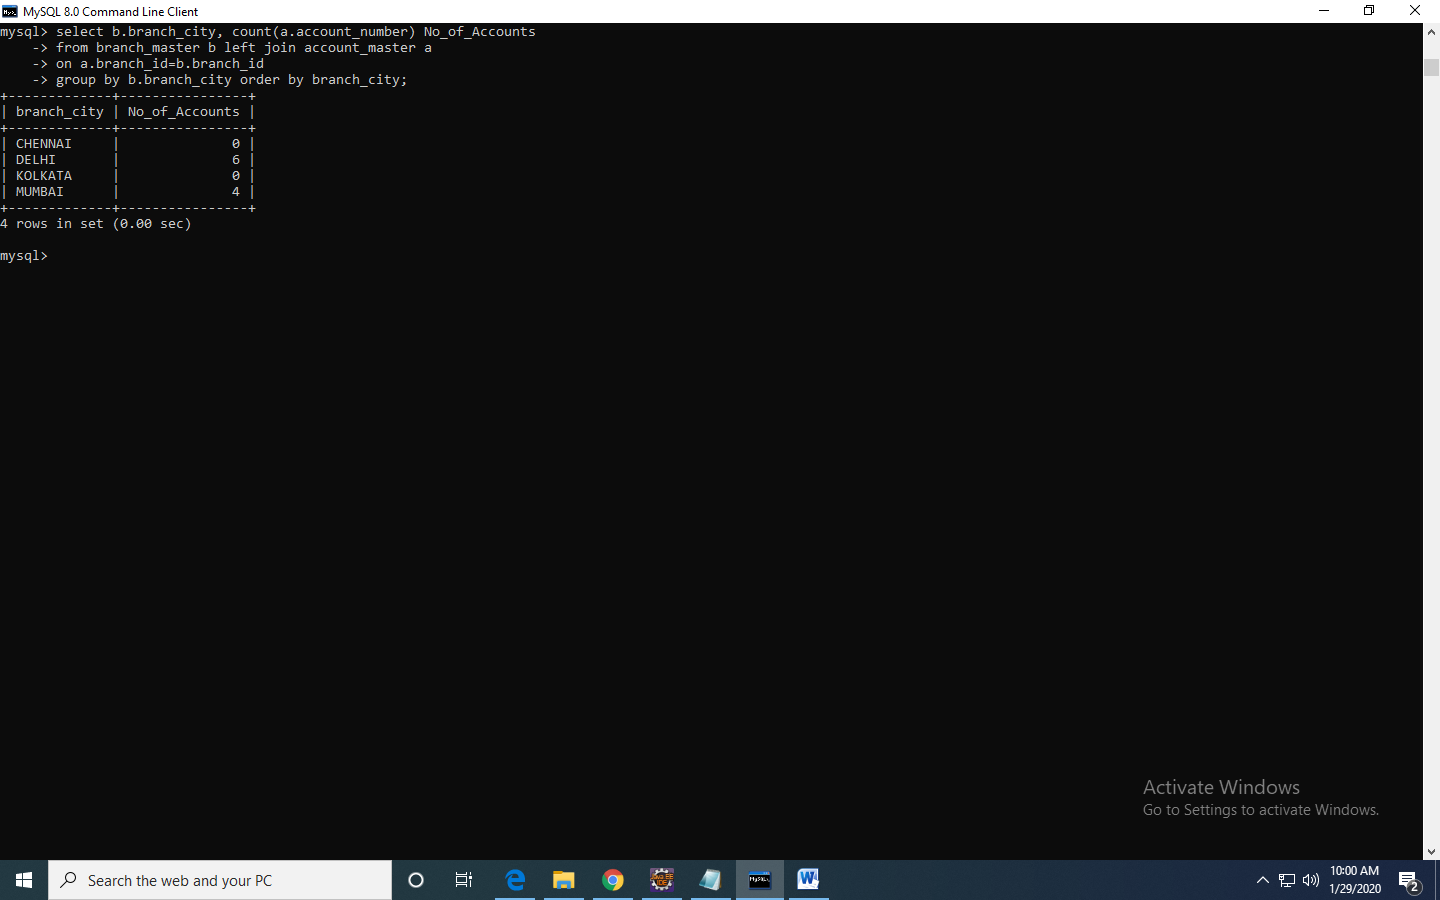 MySQL 8.0 Command Line Client
mysql> select b.branch_city, count(a.account_number) No_of_Accounts
    -> from branch_master b left join account_master a
    -> on a.branch_id=b.branch_id
    -> group by b.branch_city order by branch_city;
+-------------+----------------+
| branch_city | No_of_Accounts |
+-------------+----------------+
| CHENNAI     |              0 |
| DELHI       |              6 |
| KOLKATA     |              0 |
| MUMBAI      |              4 |
+-------------+----------------+
4 rows in set (0.00 sec)
mysql>
Activate Windows
Go to Settings to activate Windows.
Search the web and your PC
10:00 AM
1/29/2020
2